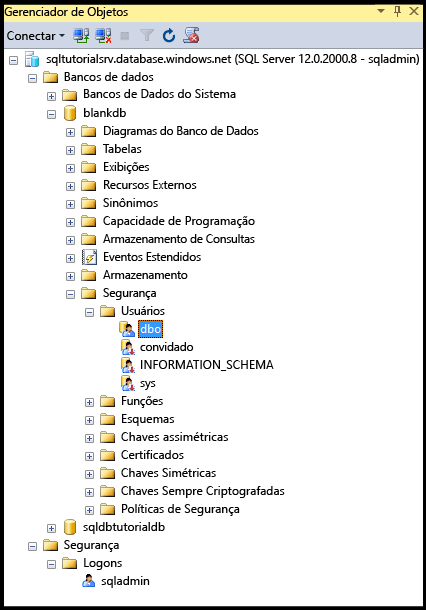 Gerenciador de Objetos
Conectar
sqltutorialsrv.database.windows.net (SQL Server 12.0.2000.8 - sqladmin)
Bancos de dados
Bancos de Dados do Sistema
blankdb
Diagramas do Banco de Dados
Tabelas
Exibições
Recursos Externos
Sinônimos
Capacidade de Programação
Armazenamento de Consultas
Eventos Estendidos
Armazenamento
Segurança
Usuários
dbo
convidado
INFORMATION_SCHEMA
sys
Funções
Esquemas
Chaves assimétricas
Certificados
Chaves Simétricas
Chaves Sempre Criptografadas
Políticas de Segurança
sqldbtutorialdb
Segurança
Logons
sqladmin